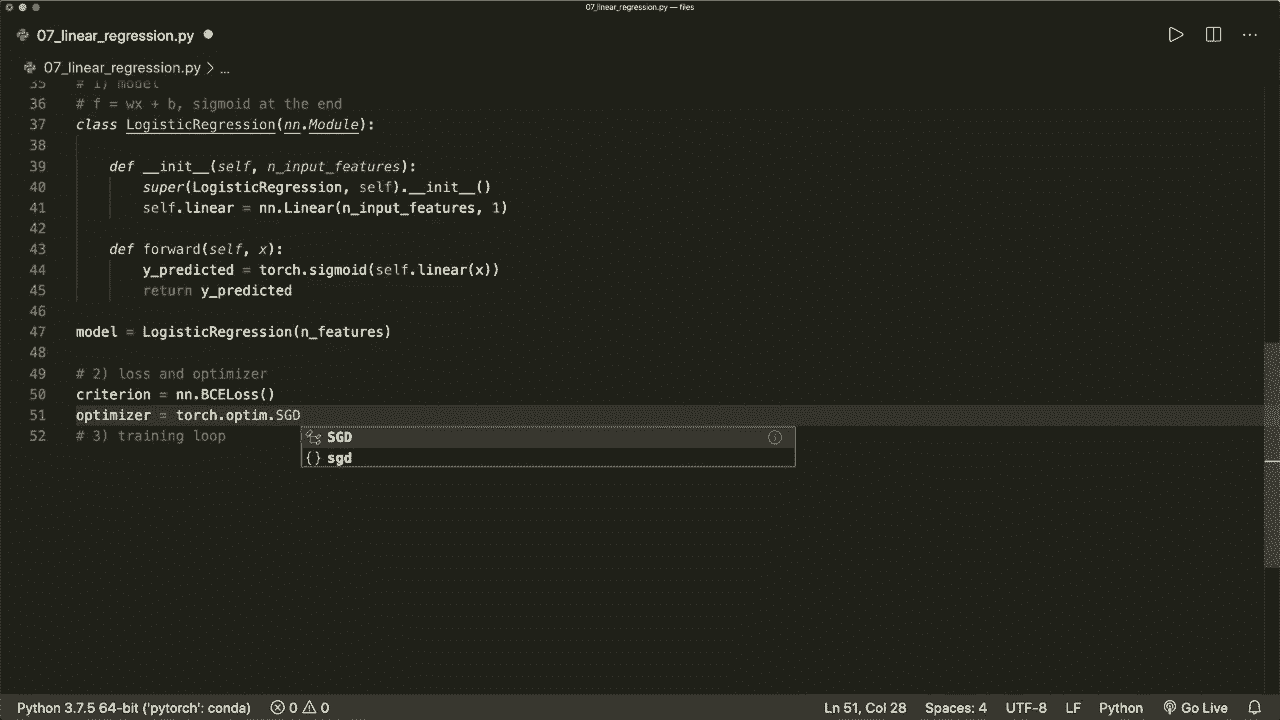 07_linear_regression.py — files
07_linear_regression.py
07_linear_regression.py > ...
35 # 1) model
36 # f = wx + b, sigmoid at the end
37 class LogisticRegression(nn.Module):
38
39 def __init__(self, n_input_features):
40 super(LogisticRegression, self).__init__()
41 self.linear = nn.Linear(n_input_features, 1)
42
43 def forward(self, x):
44 y_predicted = torch.sigmoid(self.linear(x))
45 return y_predicted
46
47 model = LogisticRegression(n_features)
48
49 # 2) loss and optimizer
50 criterion = nn.BCELoss()
51 optimizer = torch.optim.SGD
52 # 3) training loop
SGD
{} sgd
Python 3.7.5 64-bit ('pytorch': conda) 0 0 Ln 51, Col 28 Spaces: 4 UTF-8 LF Python Go Live